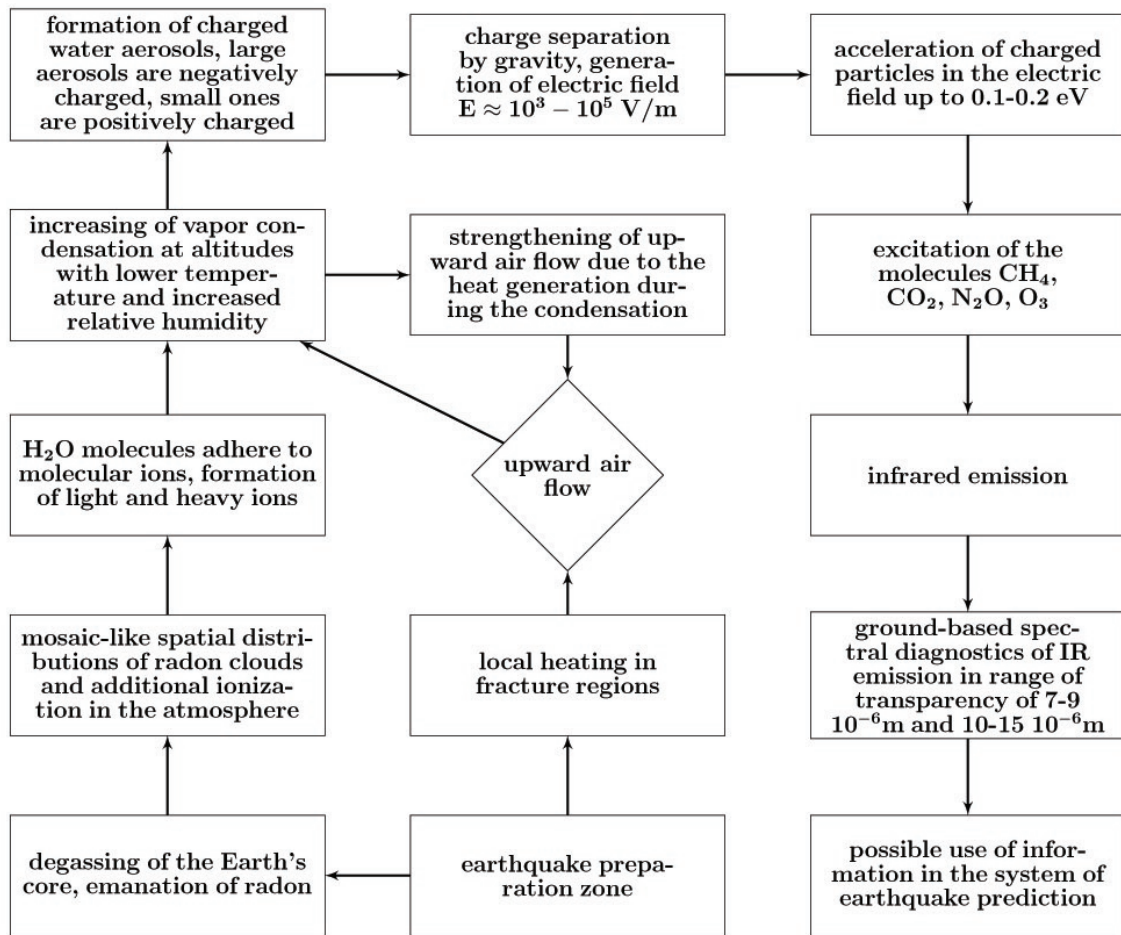 formation of charged
water aerosols, large
aerosols are negatively
charged, small ones
are positively charged
charge separation
by gravity, genera-
tion of electric field
E ≈ 10³ − 10⁵ V/m
acceleration of charged
particles in the electric
field up to 0.1-0.2 eV
increasing of vapor con-
densation at altitudes
with lower temper-
ature and increased
relative humidity
strengthening of up-
ward air flow due to the
heat generation dur-
ing the condensation
excitation of the
molecules CH₄,
CO₂, N₂O, O₃
H₂O molecules adhere to
molecular ions, formation
of light and heavy ions
upward air
flow
infrared emission
mosaic-like spatial distri-
butions of radon clouds
and additional ioniza-
tion in the atmosphere
local heating in
fracture regions
ground-based spec-
tral diagnostics of IR
emission in range of
transparency of 7-9
10⁻⁶m and 10-15 10⁻⁶m
degassing of the Earth's
core, emanation of radon
earthquake prepa-
ration zone
possible use of infor-
mation in the system of
earthquake prediction